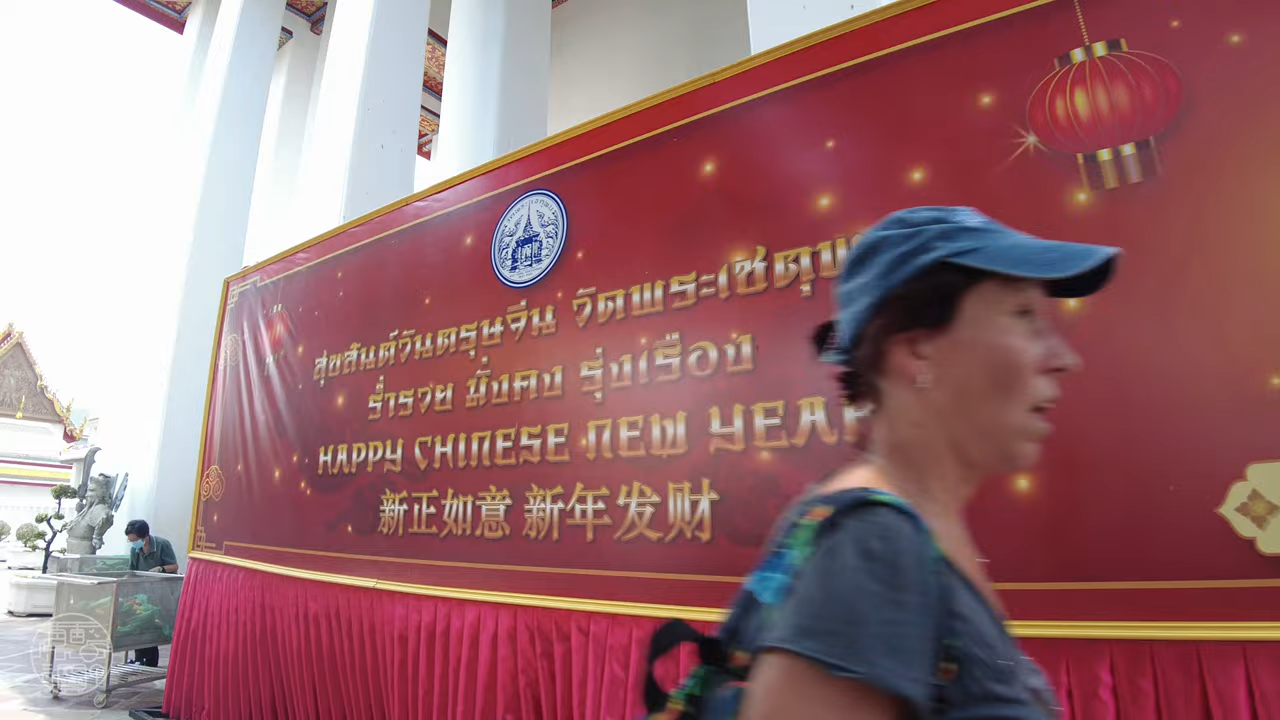 สุขสันต์วันตรุษจีน วัดพระเชตุพ
ร่ำรวย มั่งคง รุ่งเรือง
HAPPY CHINESE NEW YEAR
新正如意 新年发财